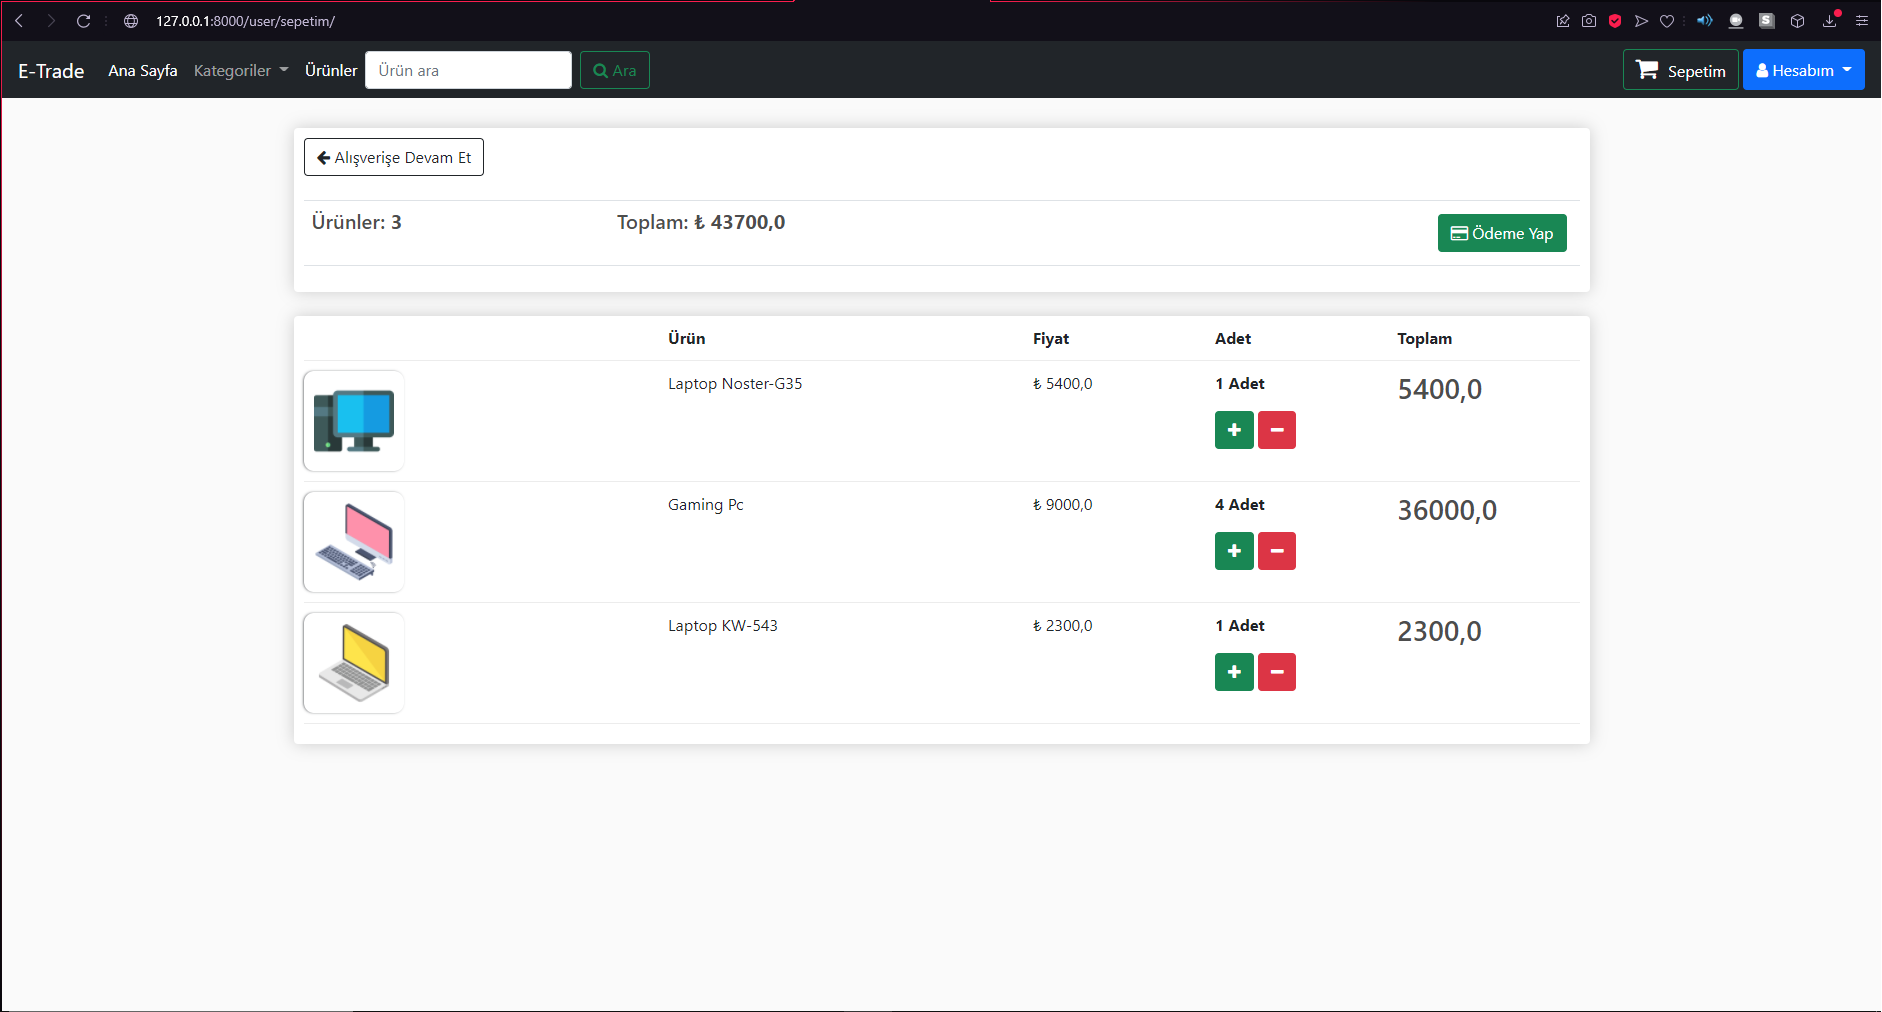 127.0.0.1:8000/user/sepetim/
E-Trade Ana Sayfa Kategoriler Ürünler Ürün ara Ara Sepetim Hesabım
Alışverişe Devam Et
Ürünler: 3 Toplam: ₺ 43700,0 Ödeme Yap
Ürün Fiyat Adet Toplam
Laptop Noster-G35 ₺ 5400,0 1 Adet 5400,0
Gaming Pc ₺ 9000,0 4 Adet 36000,0
Laptop KW-543 ₺ 2300,0 1 Adet 2300,0